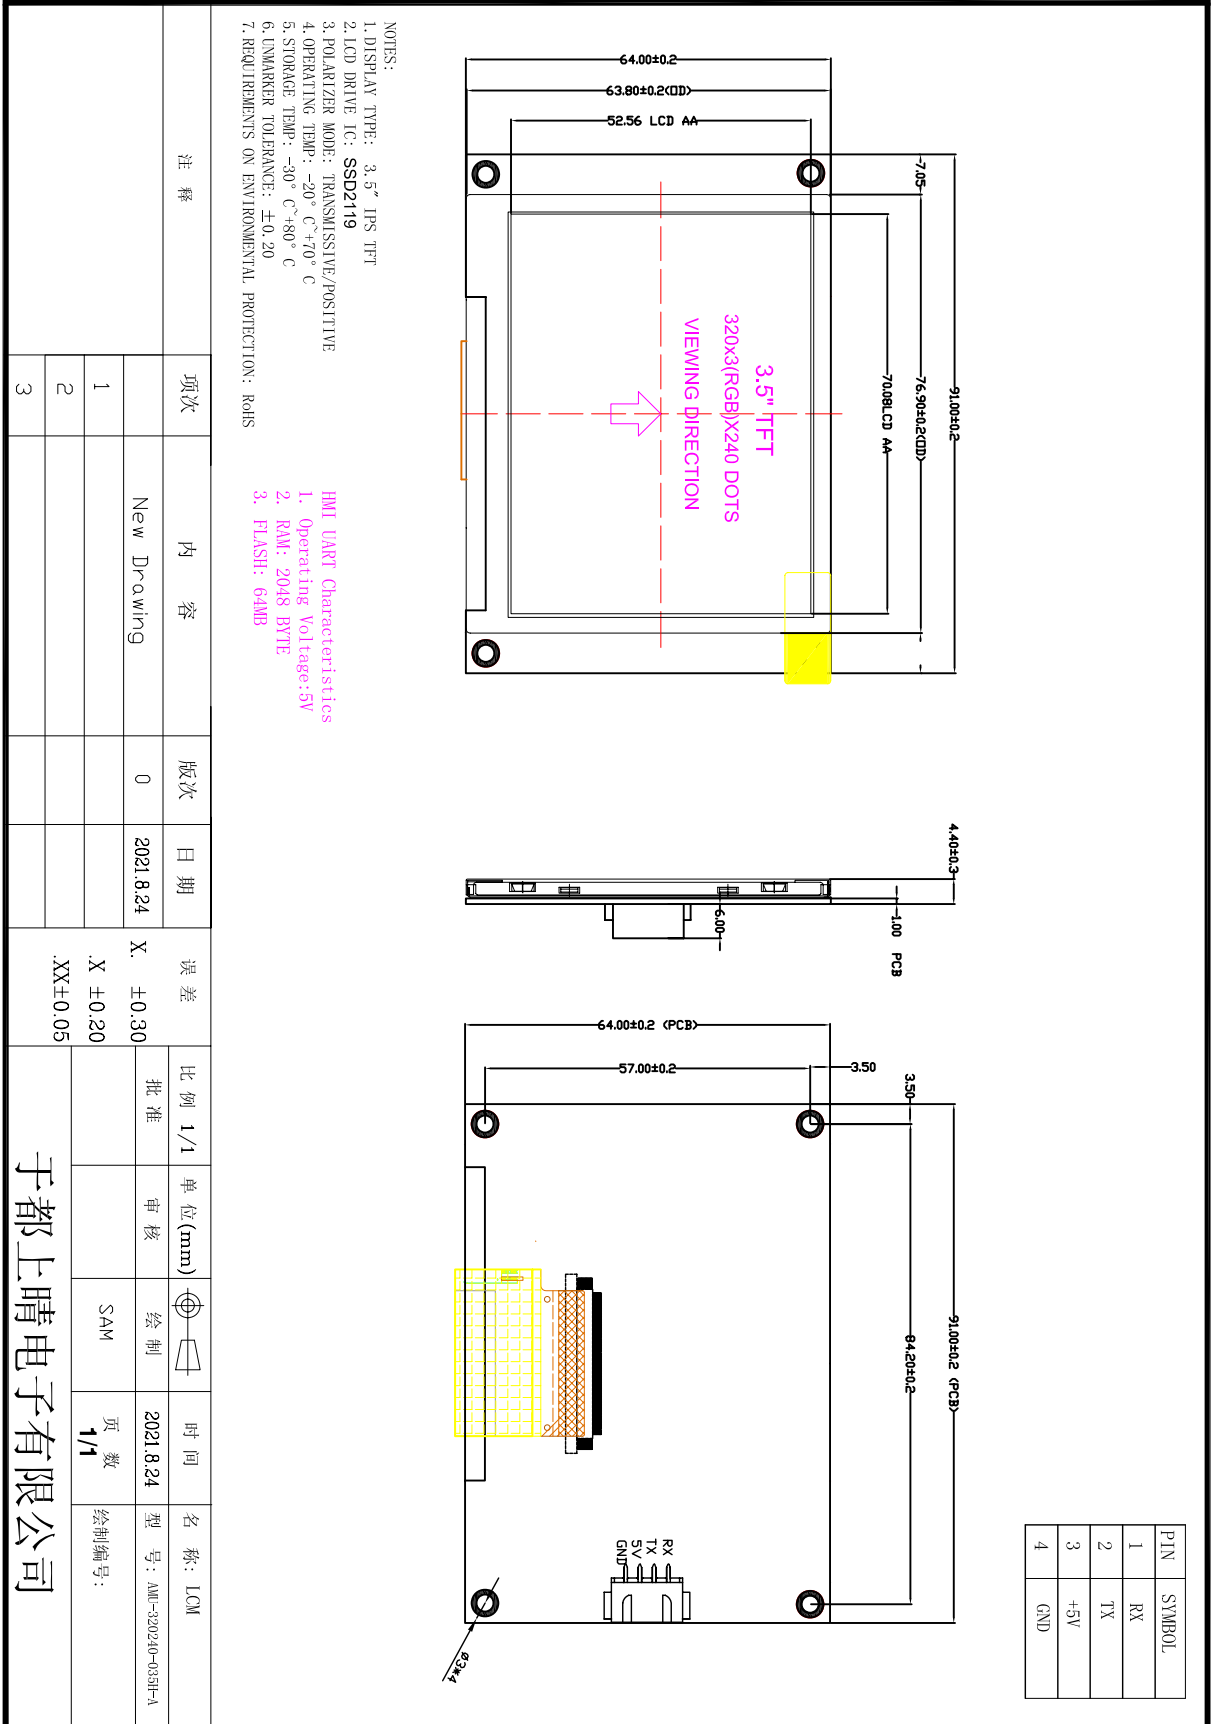 64.00±0.2
63.80±0.2(OD)
52.56 LCD AA
7.05
91.00±0.2
76.90±0.2(OD)
70.08LCD AA
3.5" TFT
320x3(RGB)X240 DOTS
VIEWING DIRECTION
4.40±0.3
1.00 PCB
6.00
64.00±0.2 (PCB)
57.00±0.2
3.50
3.50
91.00±0.2 (PCB)
84.20±0.2
RX
TX
5V
GND
ø3*4
PIN SYMBOL
1 RX
2 TX
3 +5V
4 GND
NOTES:
1. DISPLAY TYPE: 3.5" IPS TFT
2. LCD DRIVE IC: SSD2119
3. POLARIZER MODE: TRANSMISSIVE/POSITIVE
4. OPERATING TEMP: -20° C~+70° C
5. STORAGE TEMP: -30° C~+80° C
6. UNMARKER TOLERANCE: ±0.20
7. REQUIREMENTS ON ENVIRONMENTAL PROTECTION: RoHS
HMI UART Characteristics
1. Operating Voltage:5V
2. RAM: 2048 BYTE
3. FLASH: 64MB
注 释
项次 内 容 版次 日 期
New Drawing 0 2021.8.24
1
2
3
误 差
X. ±0.30
.X ±0.20
.XX±0.05
比 例 1/1 单 位(mm) 时 间 名 称: LCM
批 准 审 核 绘 制 2021.8.24 型 号: AMU-320240-035H-A
SAM 页 数 绘制编号:
1/1
于都上晴电子有限公司